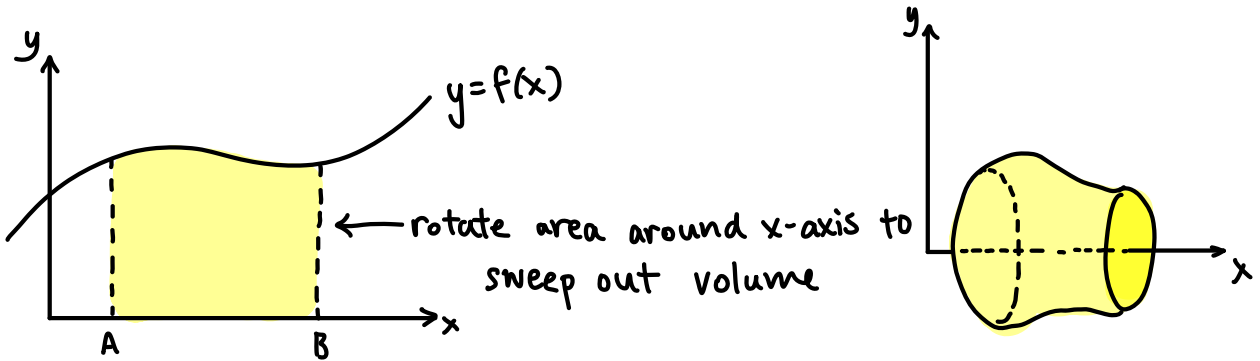 y
y=f(x)
rotate area around x-axis to
sweep out volume
x
A
B
y
x